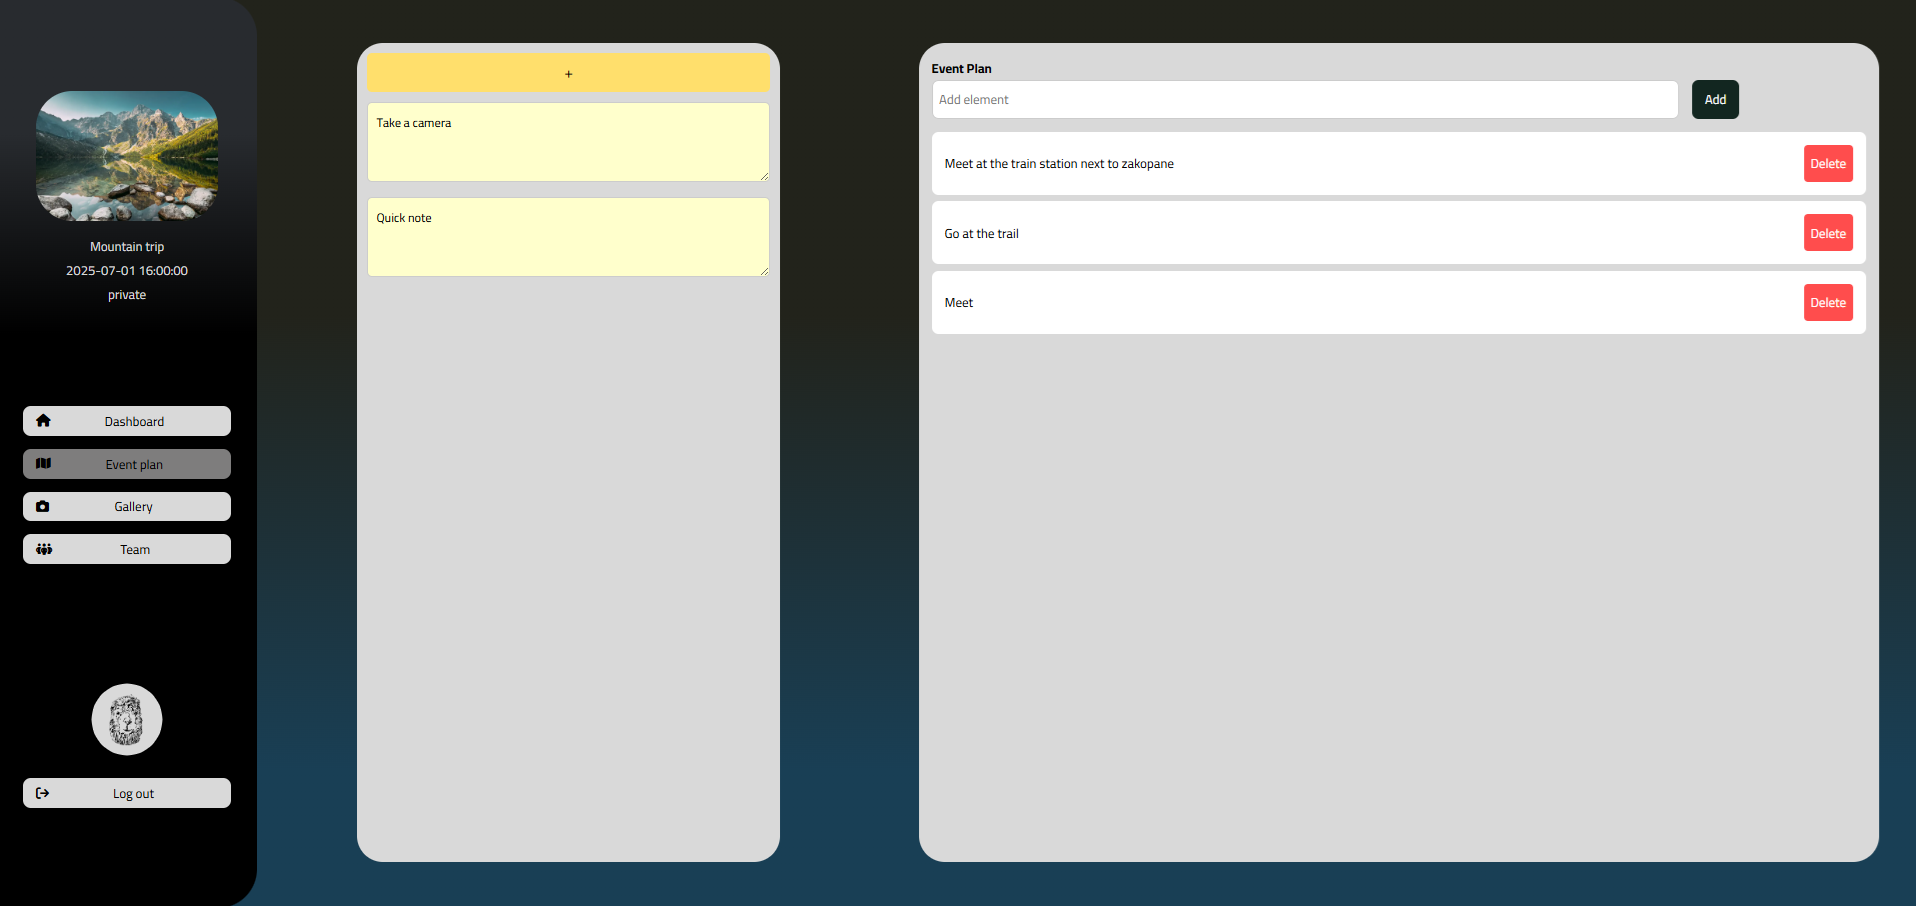 Mountain trip
2025-07-01 16:00:00
private
Dashboard
Event plan
Gallery
Team
Log out
+
Take a camera
Quick note
Event Plan
Add element
Add
Meet at the train station next to zakopane
Delete
Go at the trail
Delete
Meet
Delete